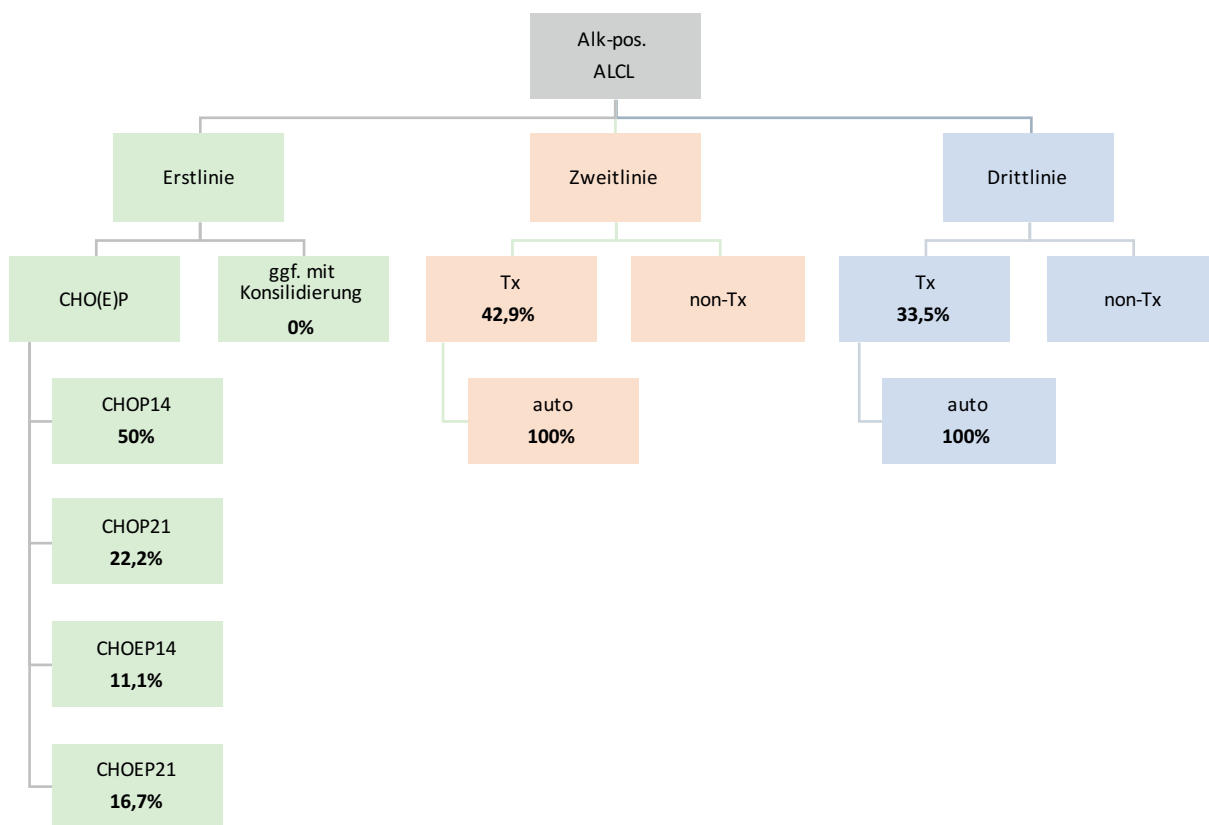 Alk-pos.
ALCL
Erstlinie
Zweitlinie
Drittlinie
CHO(E)P
ggf. mit
Konsilidierung
0%
Tx
42,9%
non-Tx
Tx
33,5%
non-Tx
CHOP14
50%
auto
100%
auto
100%
CHOP21
22,2%
CHOEP14
11,1%
CHOEP21
16,7%